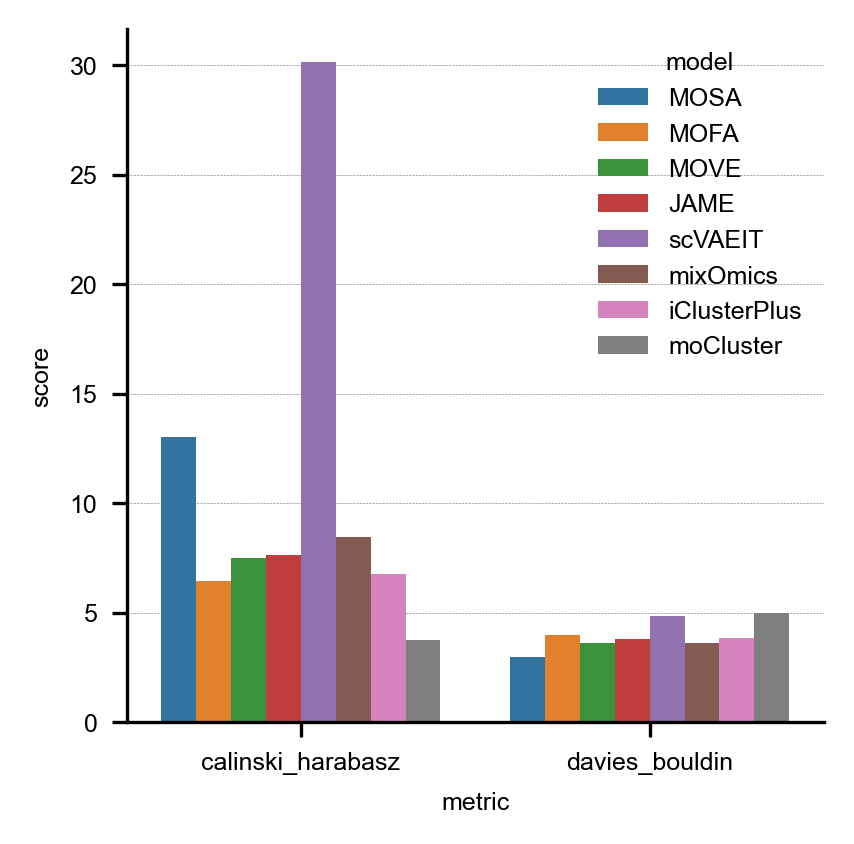 30
25
20
15
10
5
0
score
calinski_harabasz
davies_bouldin
metric
model
MOSA
MOFA
MOVE
JAME
scVAEIT
mixOmics
iClusterPlus
moCluster